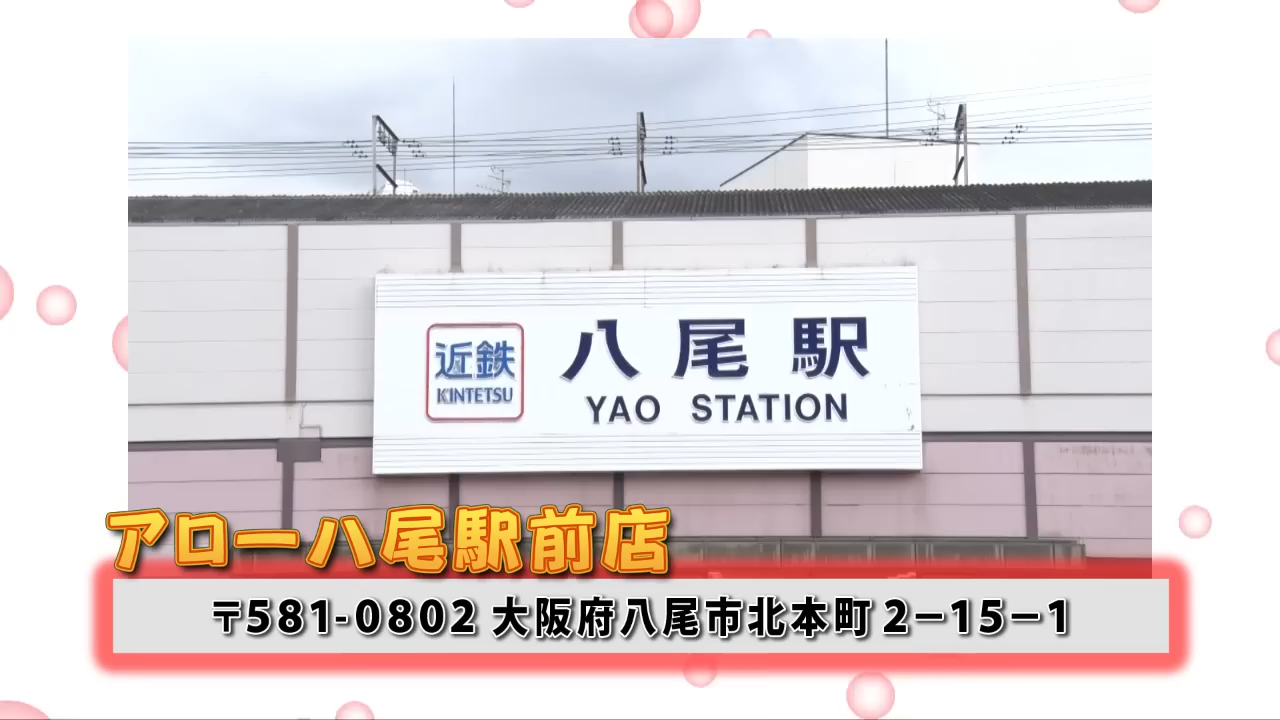 近鉄
KINTETSU
八尾駅
YAO STATION
アロー八尾駅前店
〒581-0802 大阪府八尾市北本町2−15−1